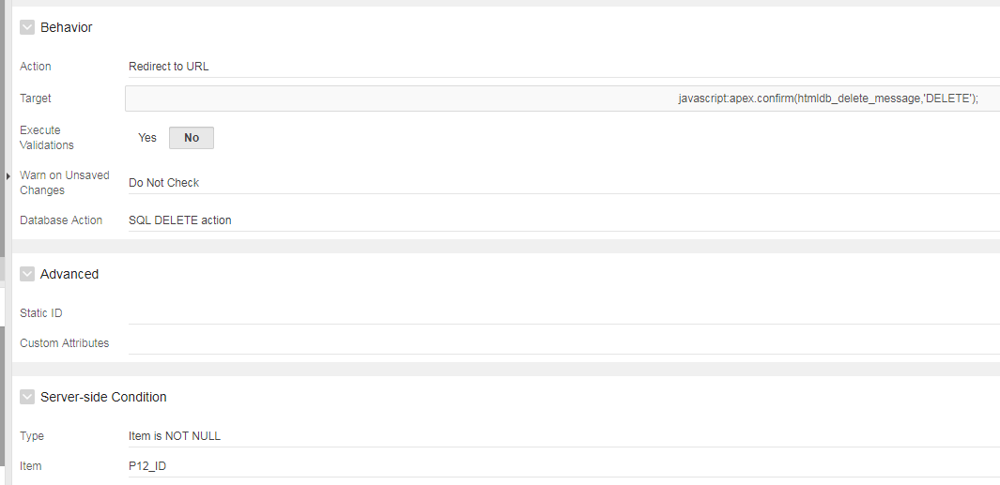 Behavior
Action Redirect to URL
Target javascript:apex.confirm(htmldb_delete_message,'DELETE');
Execute
Validations Yes No
Warn on Unsaved
Changes Do Not Check
Database Action SQL DELETE action
Advanced
Static ID
Custom Attributes
Server-side Condition
Type Item is NOT NULL
Item P12_ID